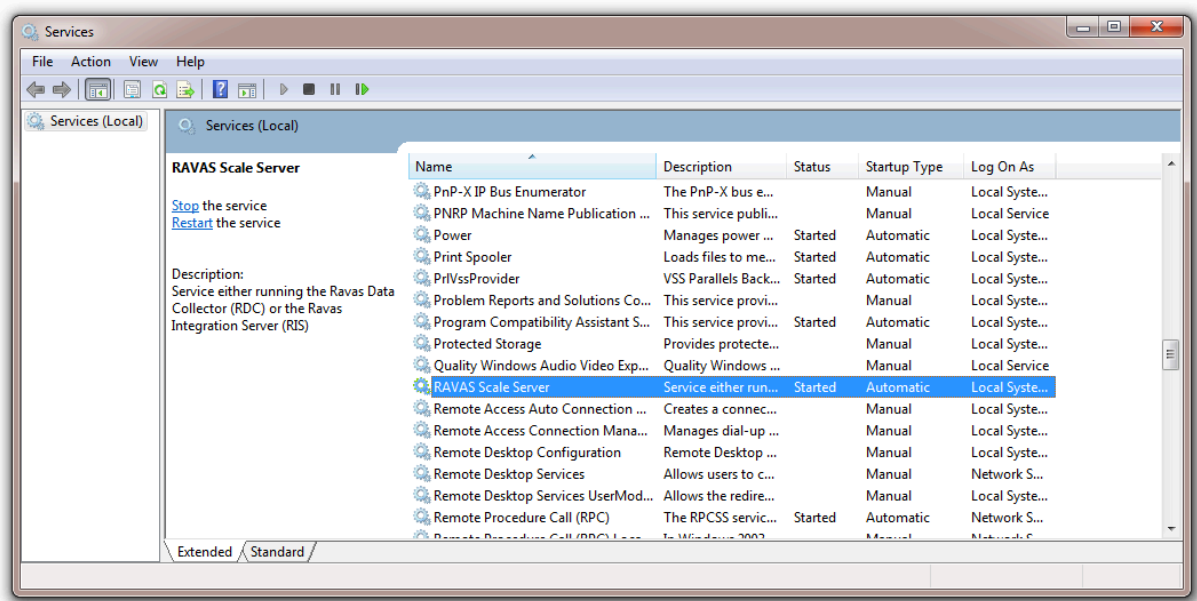 Services
File Action View Help
Services (Local)
Services (Local)
RAVAS Scale Server
Stop the service
Restart the service
Description:
Service either running the Ravas Data
Collector (RDC) or the Ravas
Integration Server (RIS)
Name Description Status Startup Type Log On As
PnP-X IP Bus Enumerator The PnP-X bus e... Manual Local Syste...
PNRP Machine Name Publication ... This service publi... Manual Local Service
Power Manages power ... Started Automatic Local Syste...
Print Spooler Loads files to me... Started Automatic Local Syste...
PrlVssProvider VSS Parallels Back... Started Automatic Local Syste...
Problem Reports and Solutions Co... This service provi... Manual Local Syste...
Program Compatibility Assistant S... This service provi... Started Automatic Local Syste...
Protected Storage Provides protecte... Manual Local Syste...
Quality Windows Audio Video Exp... Quality Windows ... Manual Local Service
RAVAS Scale Server Service either run... Started Automatic Local Syste...
Remote Access Auto Connection ... Creates a connec... Manual Local Syste...
Remote Access Connection Mana... Manages dial-up ... Manual Local Syste...
Remote Desktop Configuration Remote Desktop ... Manual Local Syste...
Remote Desktop Services Allows users to c... Manual Network S...
Remote Desktop Services UserMod... Allows the redire... Manual Local Syste...
Remote Procedure Call (RPC) The RPCSS servic... Started Automatic Network S...
Remote Procedure Call (RPC) Loca... In Windows 2003 ... Manual Network S...
Extended Standard